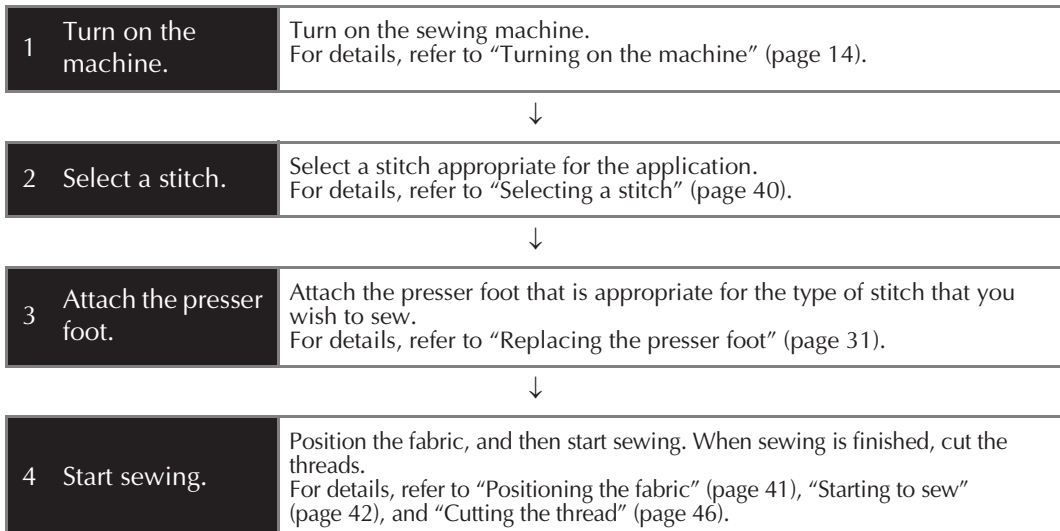 1 Turn on the
machine.
Turn on the sewing machine.
For details, refer to “Turning on the machine” (page 14).
↓
2 Select a stitch.
Select a stitch appropriate for the application.
For details, refer to “Selecting a stitch” (page 40).
↓
3 Attach the presser
foot.
Attach the presser foot that is appropriate for the type of stitch that you
wish to sew.
For details, refer to “Replacing the presser foot” (page 31).
↓
4 Start sewing.
Position the fabric, and then start sewing. When sewing is finished, cut the
threads.
For details, refer to “Positioning the fabric” (page 41), “Starting to sew”
(page 42), and “Cutting the thread” (page 46).